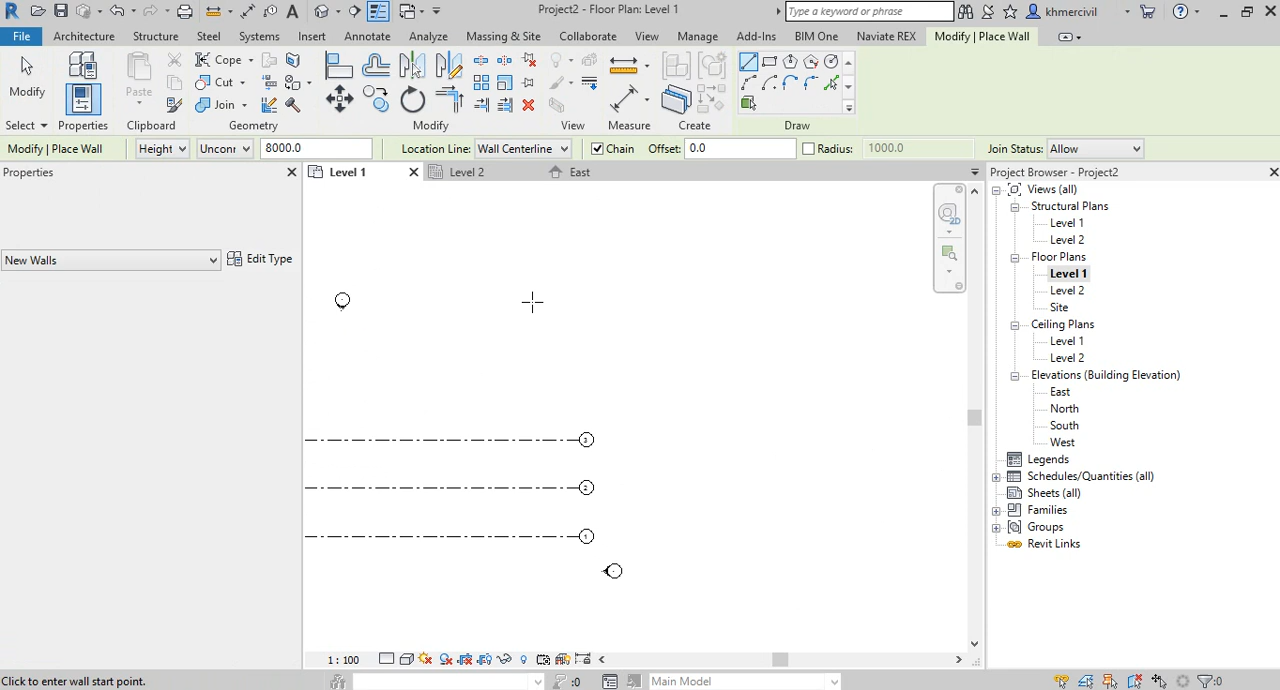 Project2 - Floor Plan: Level 1
Type a keyword or phrase
khmercivil
File Architecture Structure Steel Systems Insert Annotate Analyze Massing & Site Collaborate View Manage Add-Ins BIM One Naviate REX Modify | Place Wall
Modify
Paste
Cope
Cut
Join
Select Properties Clipboard Geometry Modify View Measure Create Draw
Modify | Place Wall Height Unconr 8000.0 Location Line: Wall Centerline Chain Offset: 0.0 Radius: 1000.0 Join Status: Allow
Properties
Level 1 Level 2 East
Project Browser - Project2
New Walls Edit Type
2D
3
2
1
Views (all)
Structural Plans
Level 1
Level 2
Floor Plans
Level 1
Level 2
Site
Ceiling Plans
Level 1
Level 2
Elevations (Building Elevation)
East
North
South
West
Legends
Schedules/Quantities (all)
Sheets (all)
Families
Groups
Revit Links
1 : 100
Click to enter wall start point.
:0
Main Model
:0